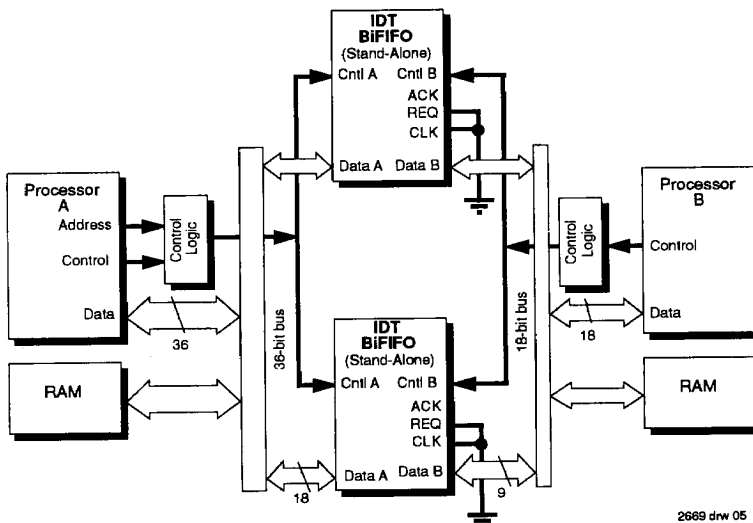 IDT
BiFIFO
(Stand-Alone)
Cntl A Cntl B
ACK
REQ
CLK
Data A Data B
Processor
A
Address
Control
Data
Control
Logic
36
RAM
36-bit bus
IDT
BiFIFO
(Stand-Alone)
Cntl A Cntl B
ACK
REQ
CLK
Data A Data B
18
9
18-bit bus
Control
Logic
Processor
B
Control
Data
18
RAM
2669 drw 05